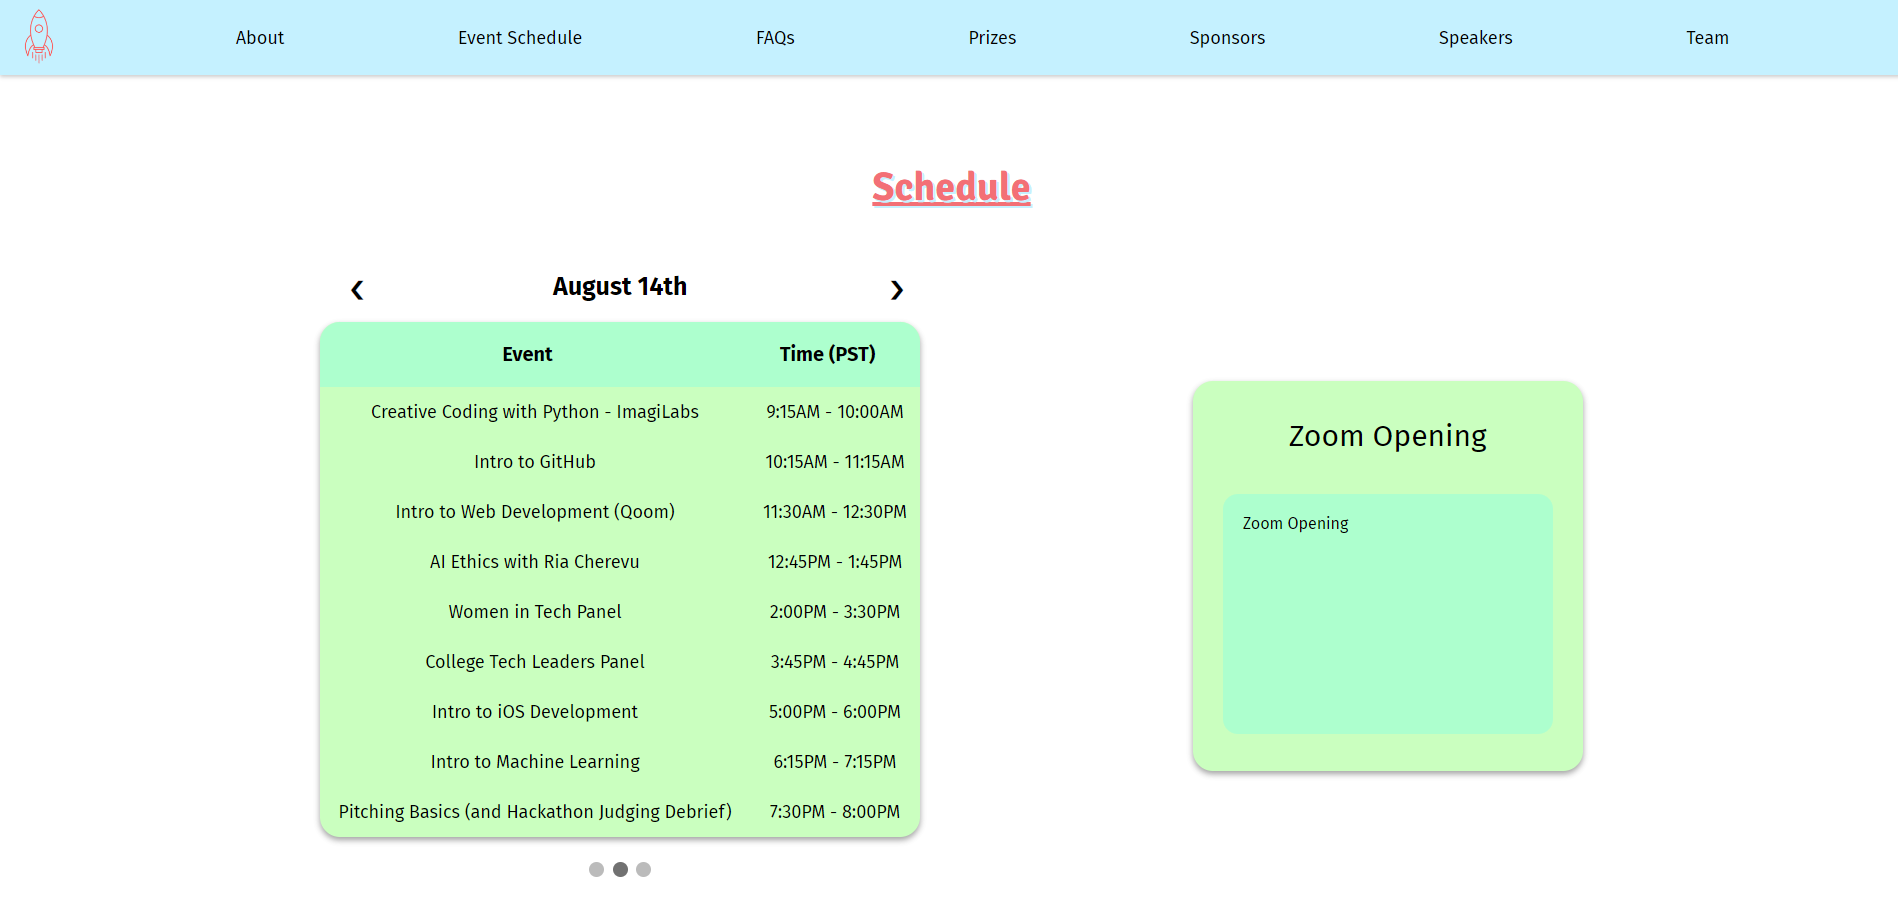 About Event Schedule FAQs Prizes Sponsors Speakers Team
Schedule
❮ August 14th ❯
Event Time (PST)
Creative Coding with Python - ImagiLabs 9:15AM - 10:00AM
Intro to GitHub 10:15AM - 11:15AM
Intro to Web Development (Qoom) 11:30AM - 12:30PM
AI Ethics with Ria Cherevu 12:45PM - 1:45PM
Women in Tech Panel 2:00PM - 3:30PM
College Tech Leaders Panel 3:45PM - 4:45PM
Intro to iOS Development 5:00PM - 6:00PM
Intro to Machine Learning 6:15PM - 7:15PM
Pitching Basics (and Hackathon Judging Debrief) 7:30PM - 8:00PM
Zoom Opening
Zoom Opening